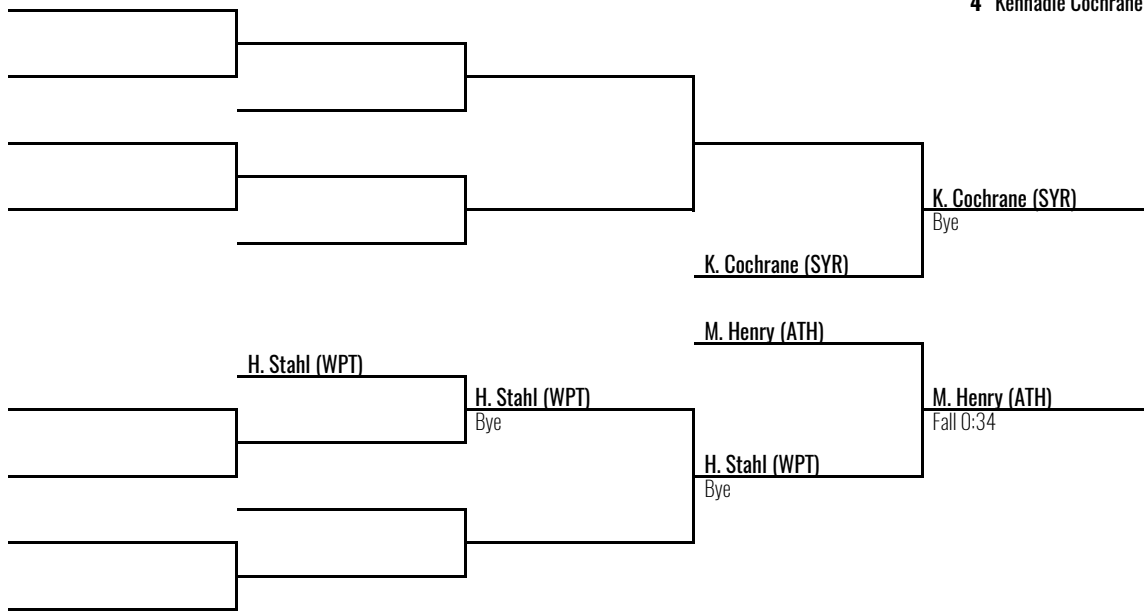 4 Kennadie Cochrane
K. Cochrane (SYR)
Bye
K. Cochrane (SYR)
M. Henry (ATH)
H. Stahl (WPT)
H. Stahl (WPT)
Bye
M. Henry (ATH)
Fall 0:34
H. Stahl (WPT)
Bye